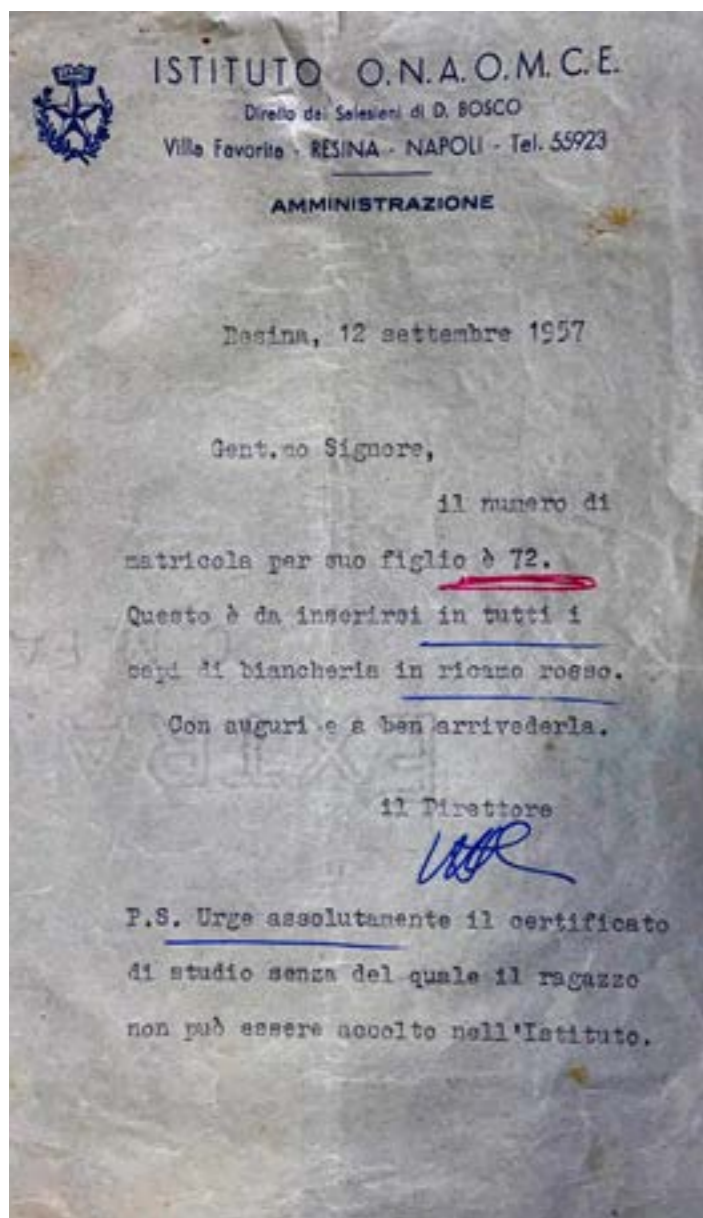 ISTITUTO O.N.A.O.M.C.E.
Diretto dai Salesiani di D. BOSCO
Villa Favorita - RESINA - NAPOLI - Tel. 55923
AMMINISTRAZIONE
Resina, 12 settembre 1957
Gent.mo Signore,
il numero di
matricola per suo figlio è 72.
Questo è da inserirsi in tutti i
capi di biancheria in ricamo rosso.
Con auguri e a ben arrivederla.
EXTRA
il Direttore
P.S. Urge assolutamente il certificato
di studio senza del quale il ragazzo
non può essere accolto nell'Istituto.